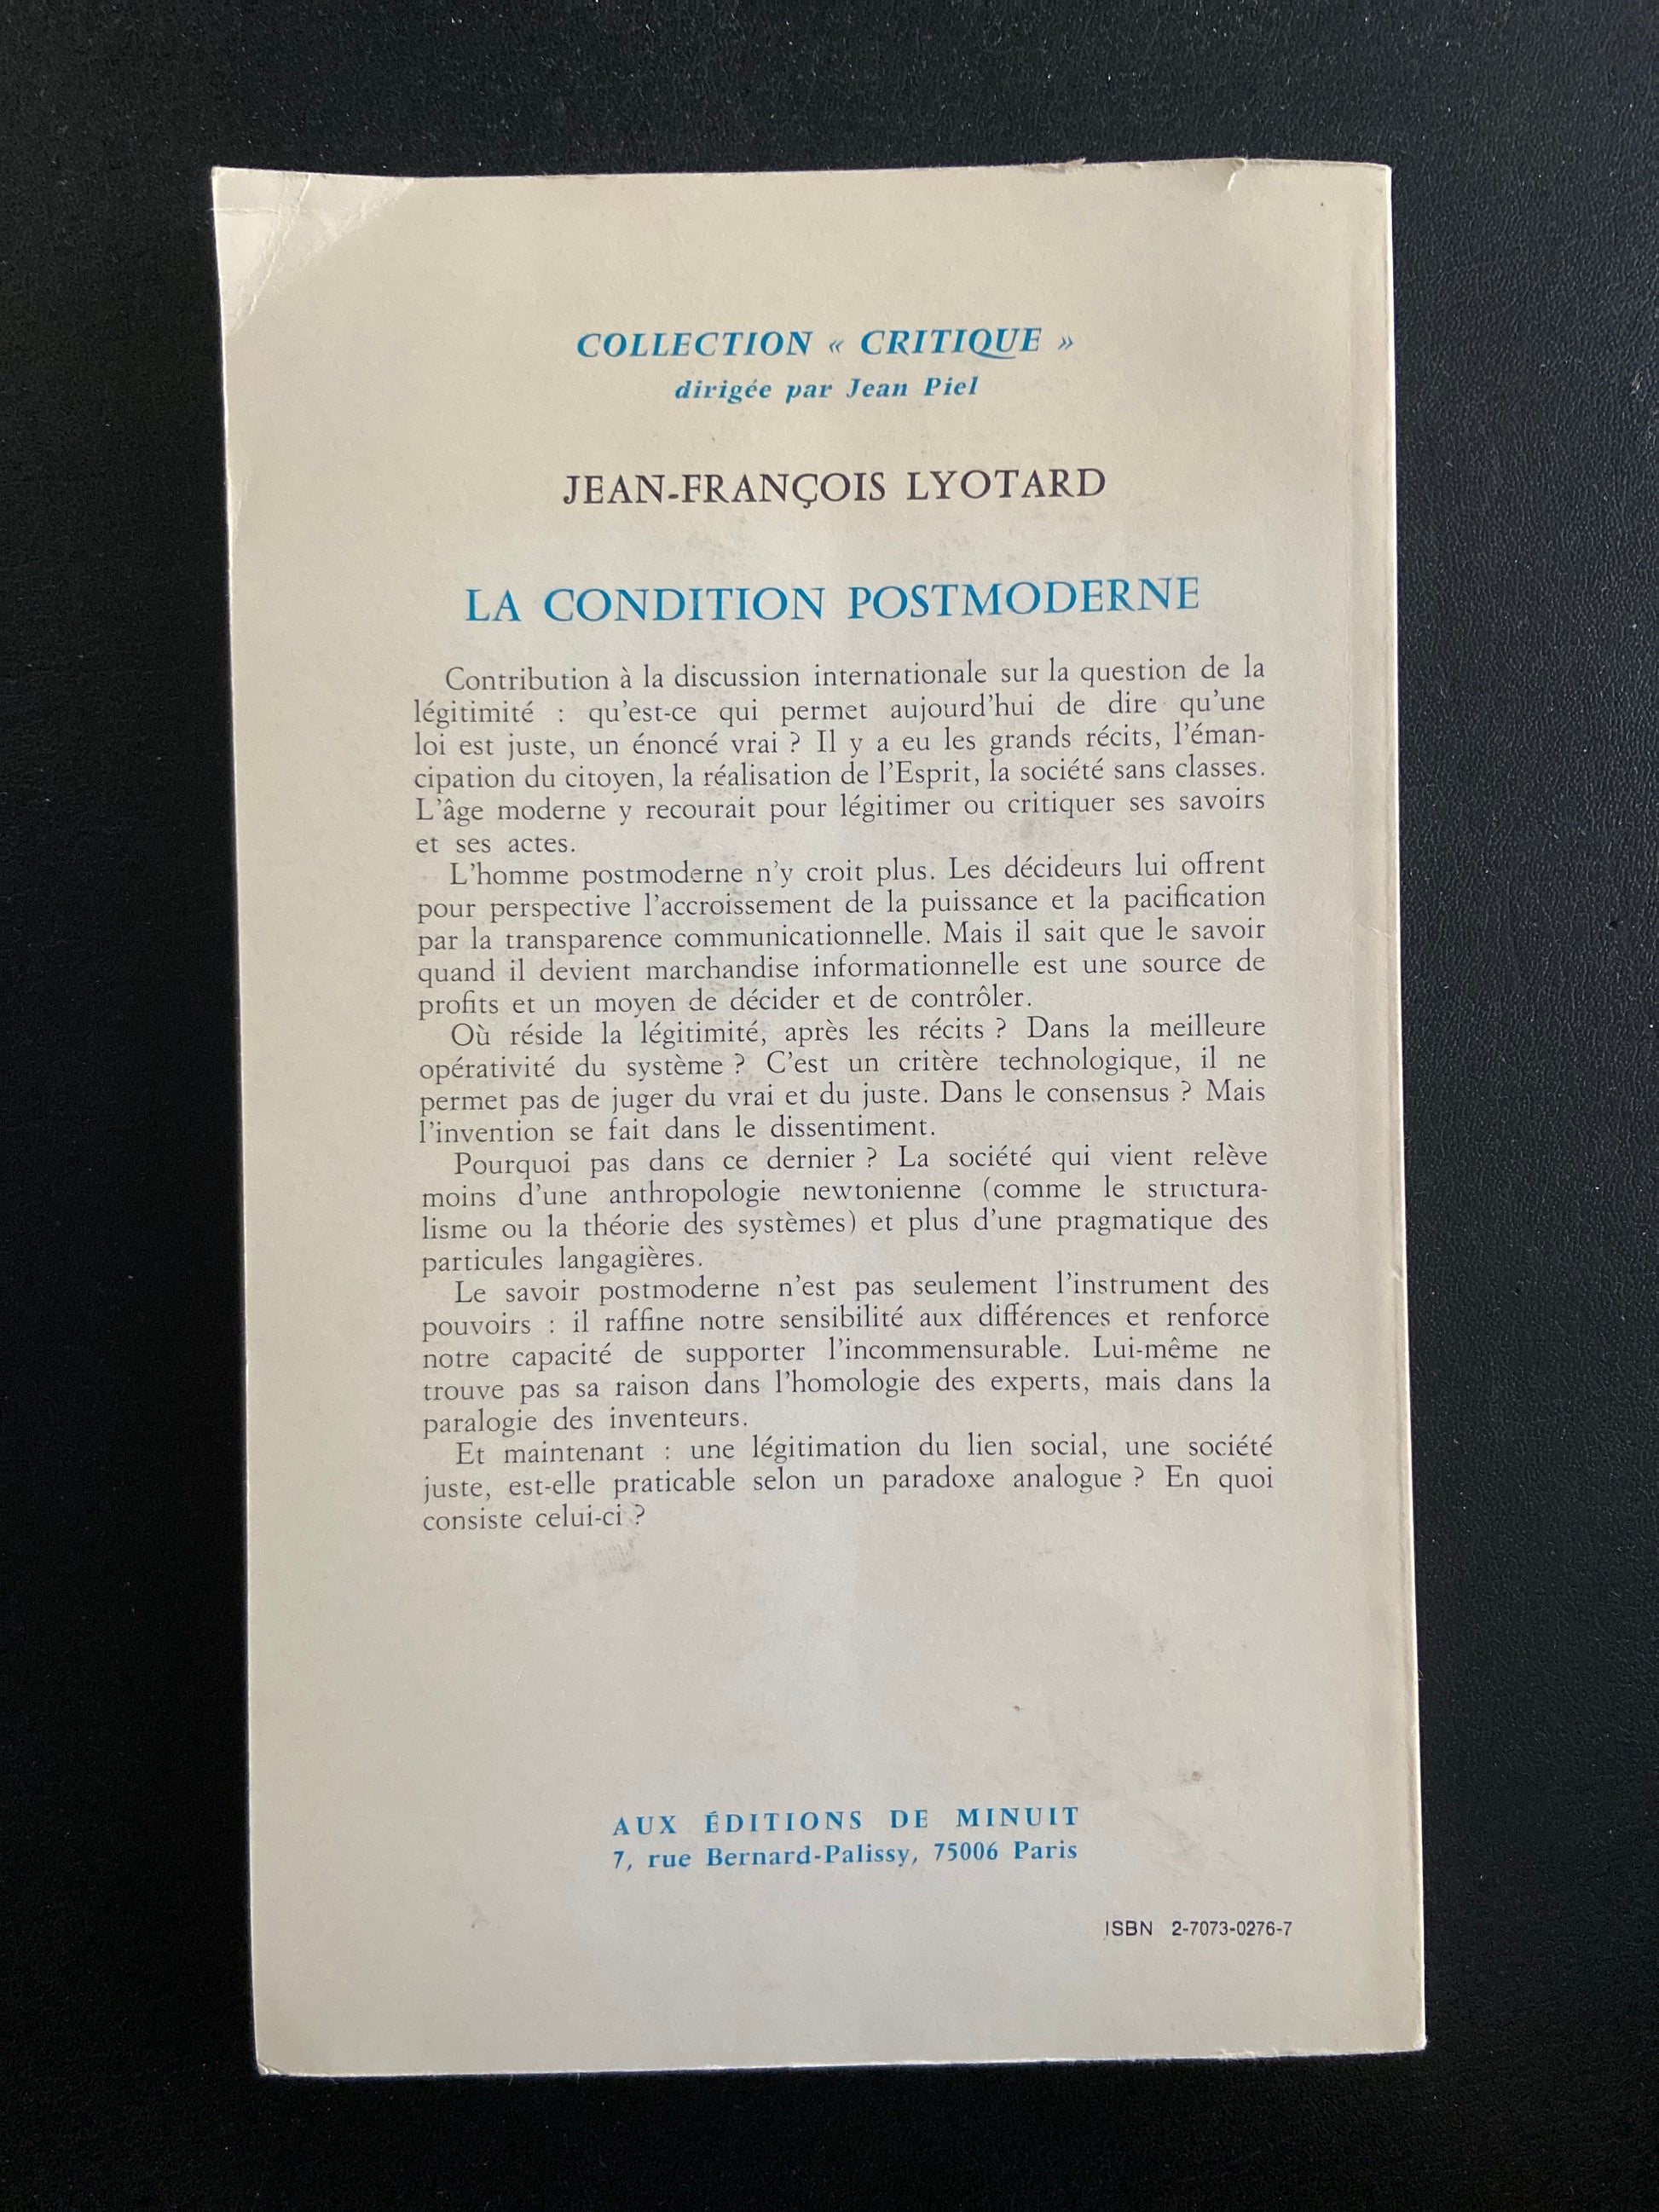 COLLECTION « CRITIQUE »
dirigée par Jean Piel
JEAN-FRANÇOIS LYOTARD
LA CONDITION POSTMODERNE
Contribution à la discussion internationale sur la question de la
légitimité : qu'est-ce qui permet aujourd'hui de dire qu'une
loi est juste, un énoncé vrai ? Il y a eu les grands récits, l'éman-
cipation du citoyen, la réalisation de l'Esprit, la société sans classes.
L'âge moderne y recourait pour légitimer ou critiquer ses savoirs
et ses actes.
L'homme postmoderne n'y croit plus. Les décideurs lui offrent
pour perspective l'accroissement de la puissance et la pacification
par la transparence communicationnelle. Mais il sait que le savoir
quand il devient marchandise informationnelle est une source de
profits et un moyen de décider et de contrôler.
Où réside la légitimité, après les récits ? Dans la meilleure
opérativité du système ? C'est un critère technologique, il ne
permet pas de juger du vrai et du juste. Dans le consensus ? Mais
l'invention se fait dans le dissentiment.
Pourquoi pas dans ce dernier ? La société qui vient relève
moins d'une anthropologie newtonienne (comme le structura-
lisme ou la théorie des systèmes) et plus d'une pragmatique des
particules langagières.
Le savoir postmoderne n'est pas seulement l'instrument des
pouvoirs : il raffine notre sensibilité aux différences et renforce
notre capacité de supporter l'incommensurable. Lui-même ne
trouve pas sa raison dans l'homologie des experts, mais dans la
paralogie des inventeurs.
Et maintenant : une légitimation du lien social, une société
juste, est-elle praticable selon un paradoxe analogue ? En quoi
consiste celui-ci ?
AUX ÉDITIONS DE MINUIT
7, rue Bernard-Palissy, 75006 Paris
ISBN 2-7073-0276-7